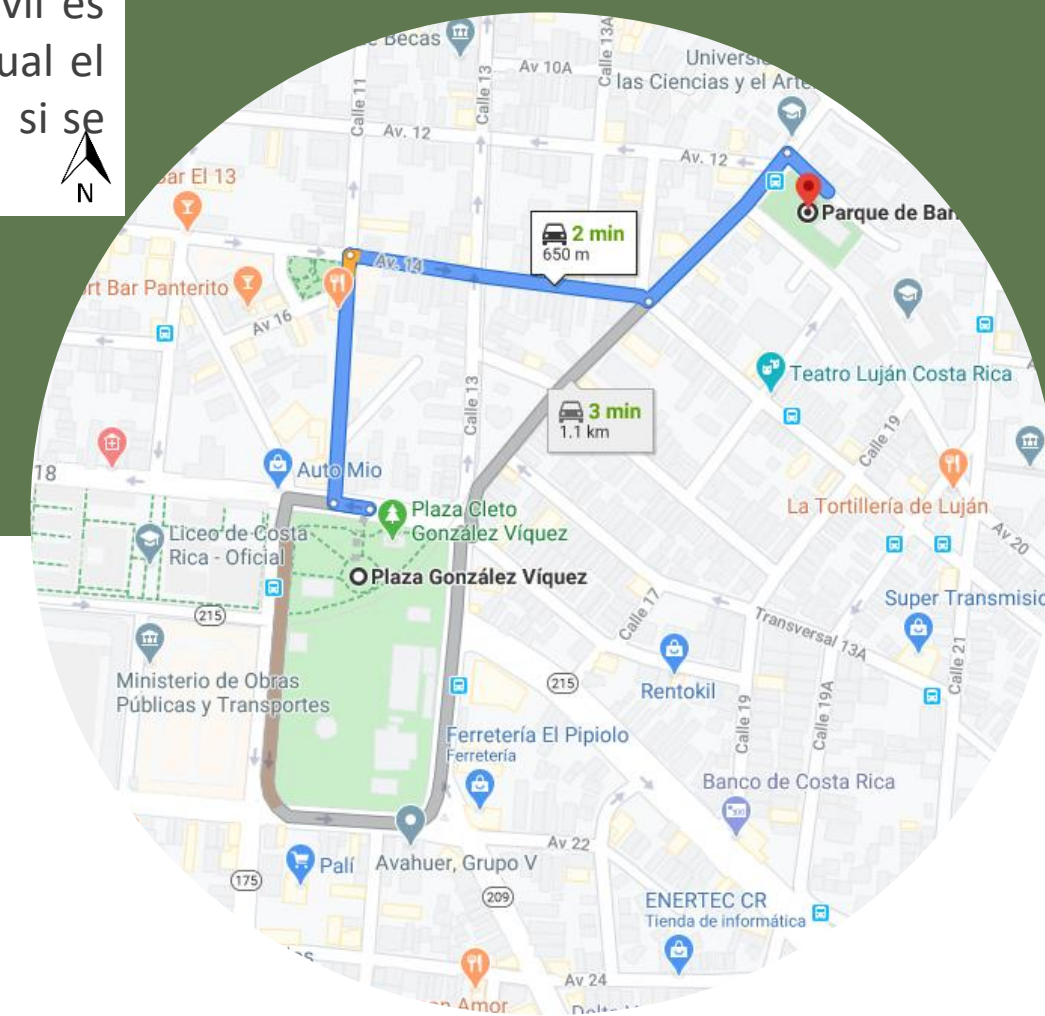 es
ual el
si se
N
Becas
Av 10A
Calle 13A
las Ciencias y el Arte
Calle 11
Calle 13
Av. 12
Av. 12
Bar El 13
2 min
650 m
Parque de Ban
Av. 14
rt Bar Panterito
Av 16
Teatro Luján Costa Rica
Calle 13
3 min
1.1 km
Calle 19
18
Auto Mio
La Tortillería de Luján
Plaza Cleto
González Víquez
Liceo de Costa
Rica - Oficial
Av 20
Plaza González Víquez
215
Calle 17
Super Transmisio
Transversal 13A
Ministerio de Obras
Públicas y Transportes
215
Rentokil
Calle 21
Calle 19
Calle 19A
Ferretería El Pipiolo
Ferretería
Banco de Costa Rica
Av 22
Palí
Avahuer, Grupo V
175
209
ENERTEC CR
Tienda de informática
Av 24
Amor